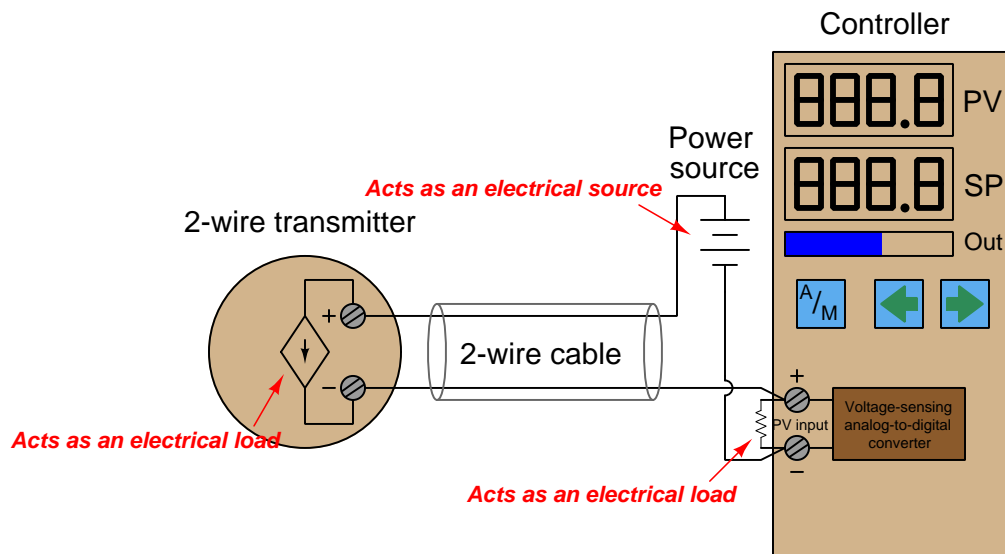 Controller
888.8
PV
Power
source
888.8
SP
Acts as an electrical source
2-wire transmitter
Out
A/M
+
2-wire cable
–
+
PV input
Voltage-sensing
analog-to-digital
converter
Acts as an electrical load
–
Acts as an electrical load